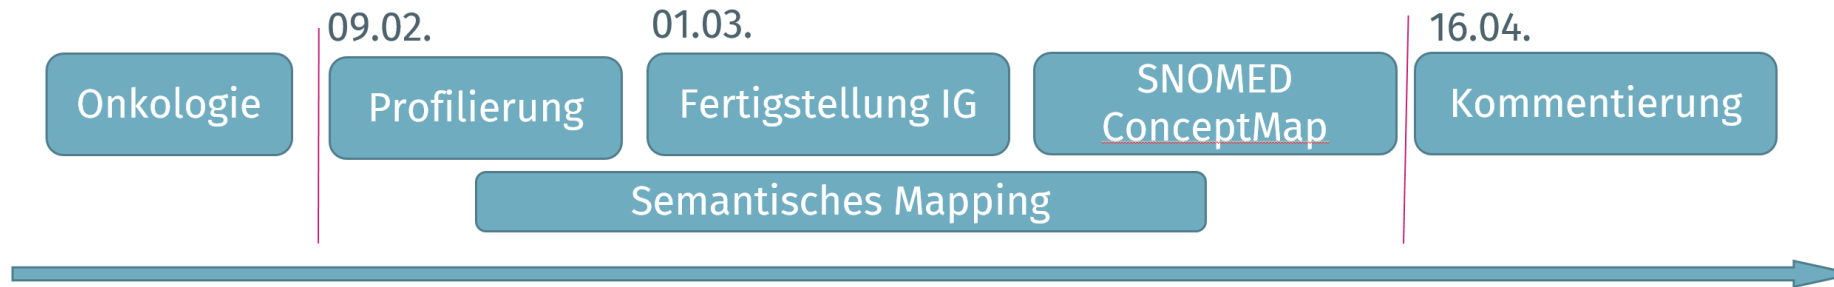 09.02.
01.03.
16.04.
Onkologie
Profilierung
Fertigstellung IG
SNOMED
ConceptMap
Kommentierung
Semantisches Mapping